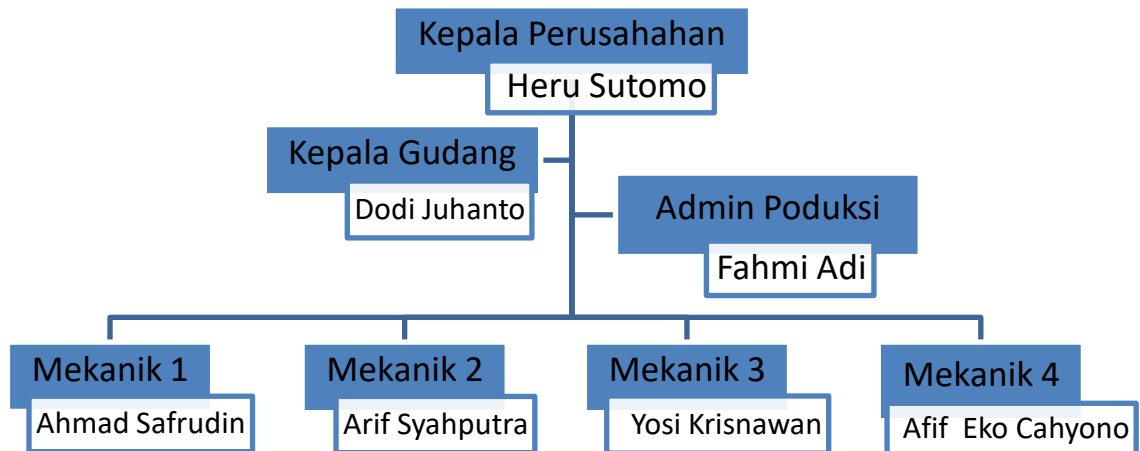 Kepala Perusahahan
Heru Sutomo
Kepala Gudang
Dodi Juhanto
Admin Poduksi
Fahmi Adi
Mekanik 1
Ahmad Safrudin
Mekanik 2
Arif Syahputra
Mekanik 3
Yosi Krisnawan
Mekanik 4
Afif Eko Cahyono